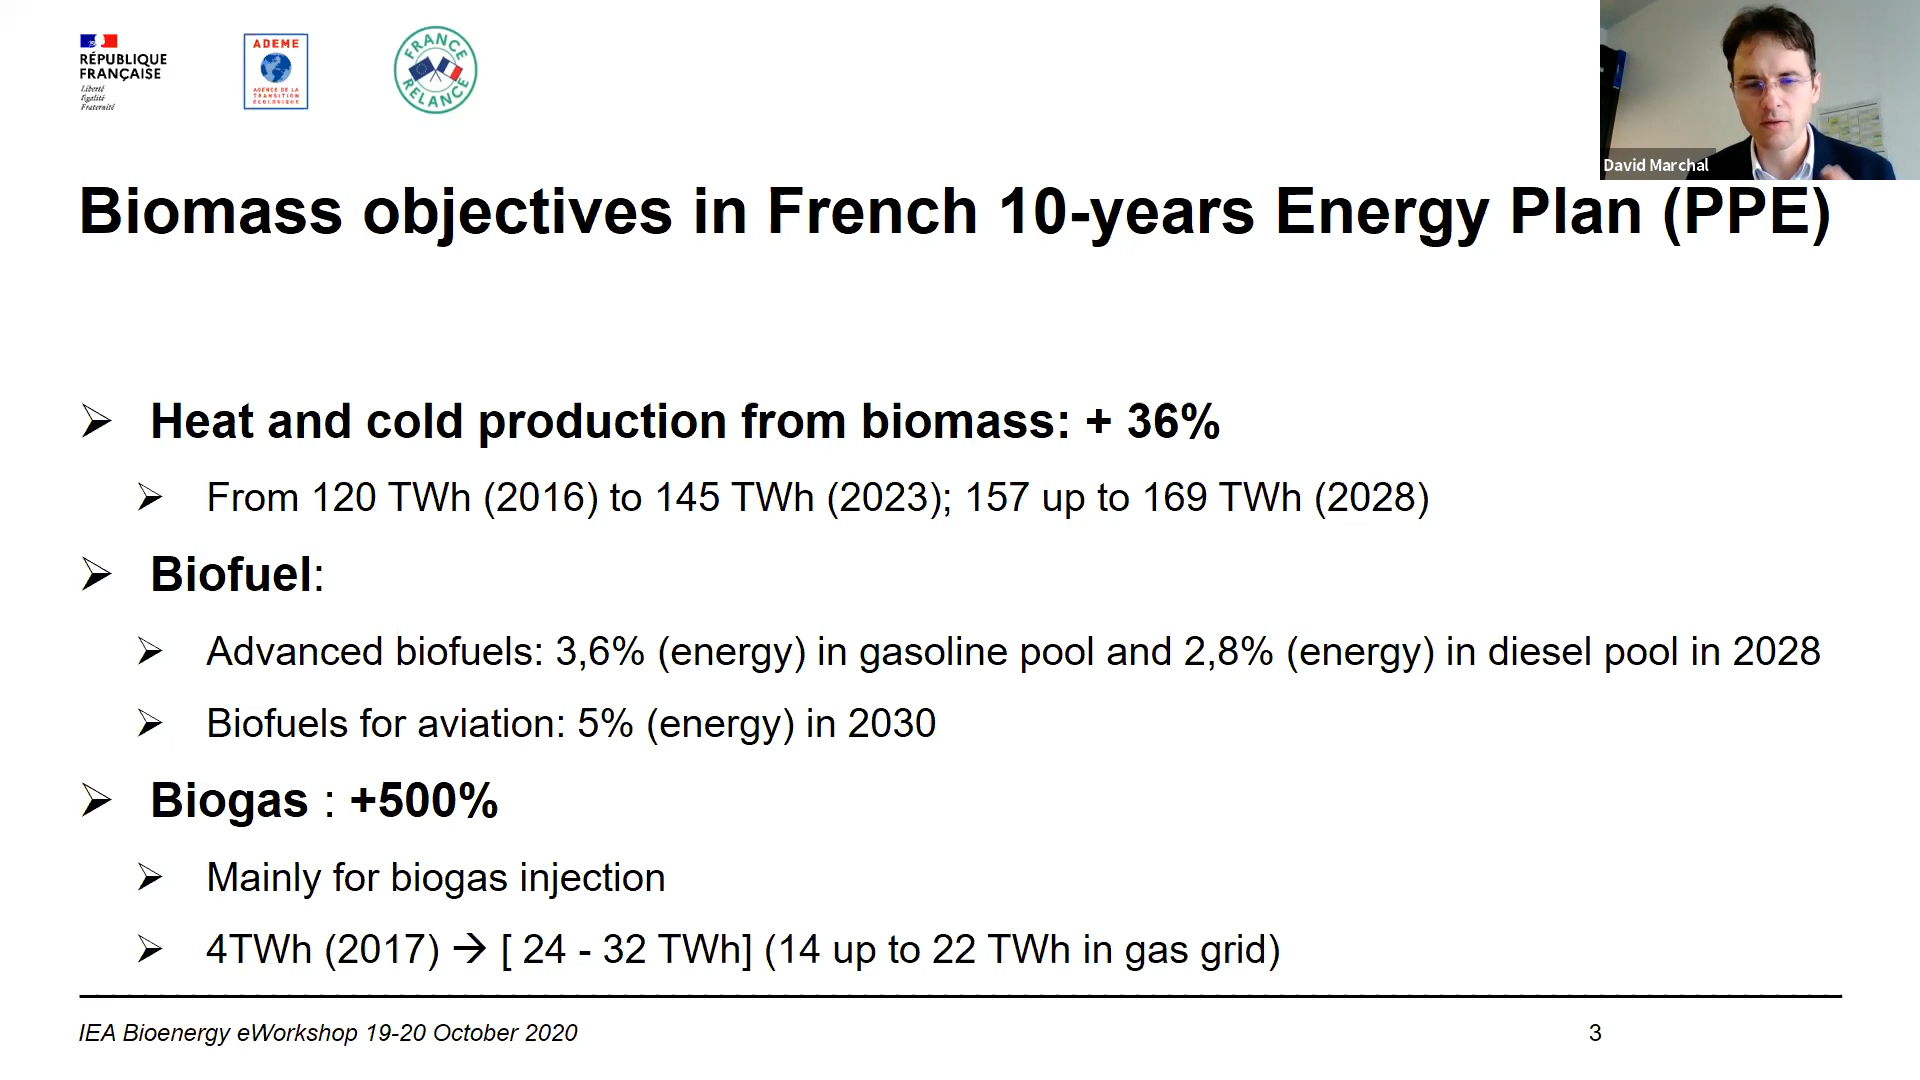 RÉPUBLIQUE
FRANÇAISE
Liberté
Égalité
Fraternité
ADEME
AGENCE DE LA
TRANSITION
ÉCOLOGIQUE
FRANCE
RELANCE
David Marchal
Biomass objectives in French 10-years Energy Plan (PPE)
➢ Heat and cold production from biomass: + 36%
➢ From 120 TWh (2016) to 145 TWh (2023); 157 up to 169 TWh (2028)
➢ Biofuel:
➢ Advanced biofuels: 3,6% (energy) in gasoline pool and 2,8% (energy) in diesel pool in 2028
➢ Biofuels for aviation: 5% (energy) in 2030
➢ Biogas : +500%
➢ Mainly for biogas injection
➢ 4TWh (2017) → [ 24 - 32 TWh] (14 up to 22 TWh in gas grid)
IEA Bioenergy eWorkshop 19-20 October 2020
3